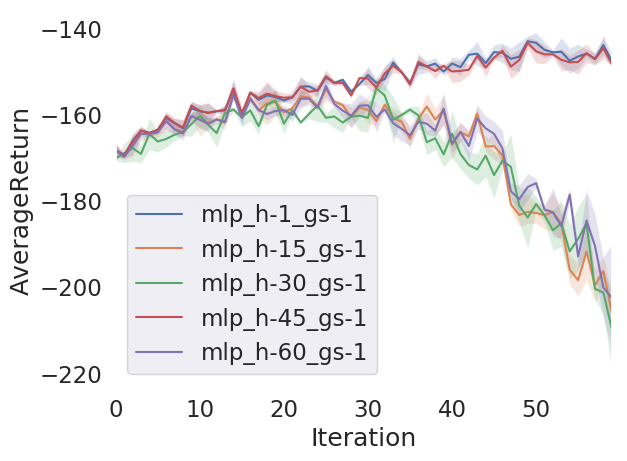 −140
−160
−180
−200
−220
AverageReturn
mlp_h-1_gs-1
mlp_h-15_gs-1
mlp_h-30_gs-1
mlp_h-45_gs-1
mlp_h-60_gs-1
0 10 20 30 40 50
Iteration